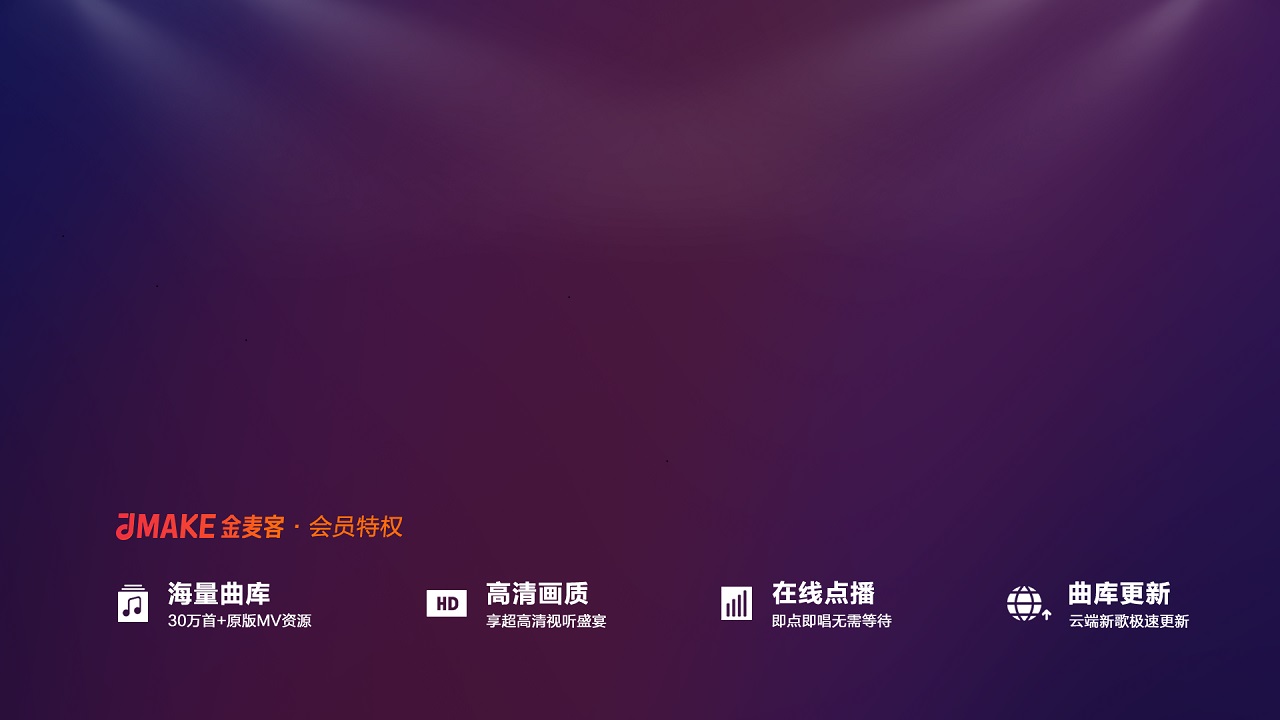 JMAKE 金麦客 · 会员特权
海量曲库
30万首+原版MV资源
HD
高清画质
享超高清视听盛宴
在线点播
即点即唱无需等待
曲库更新
云端新歌极速更新